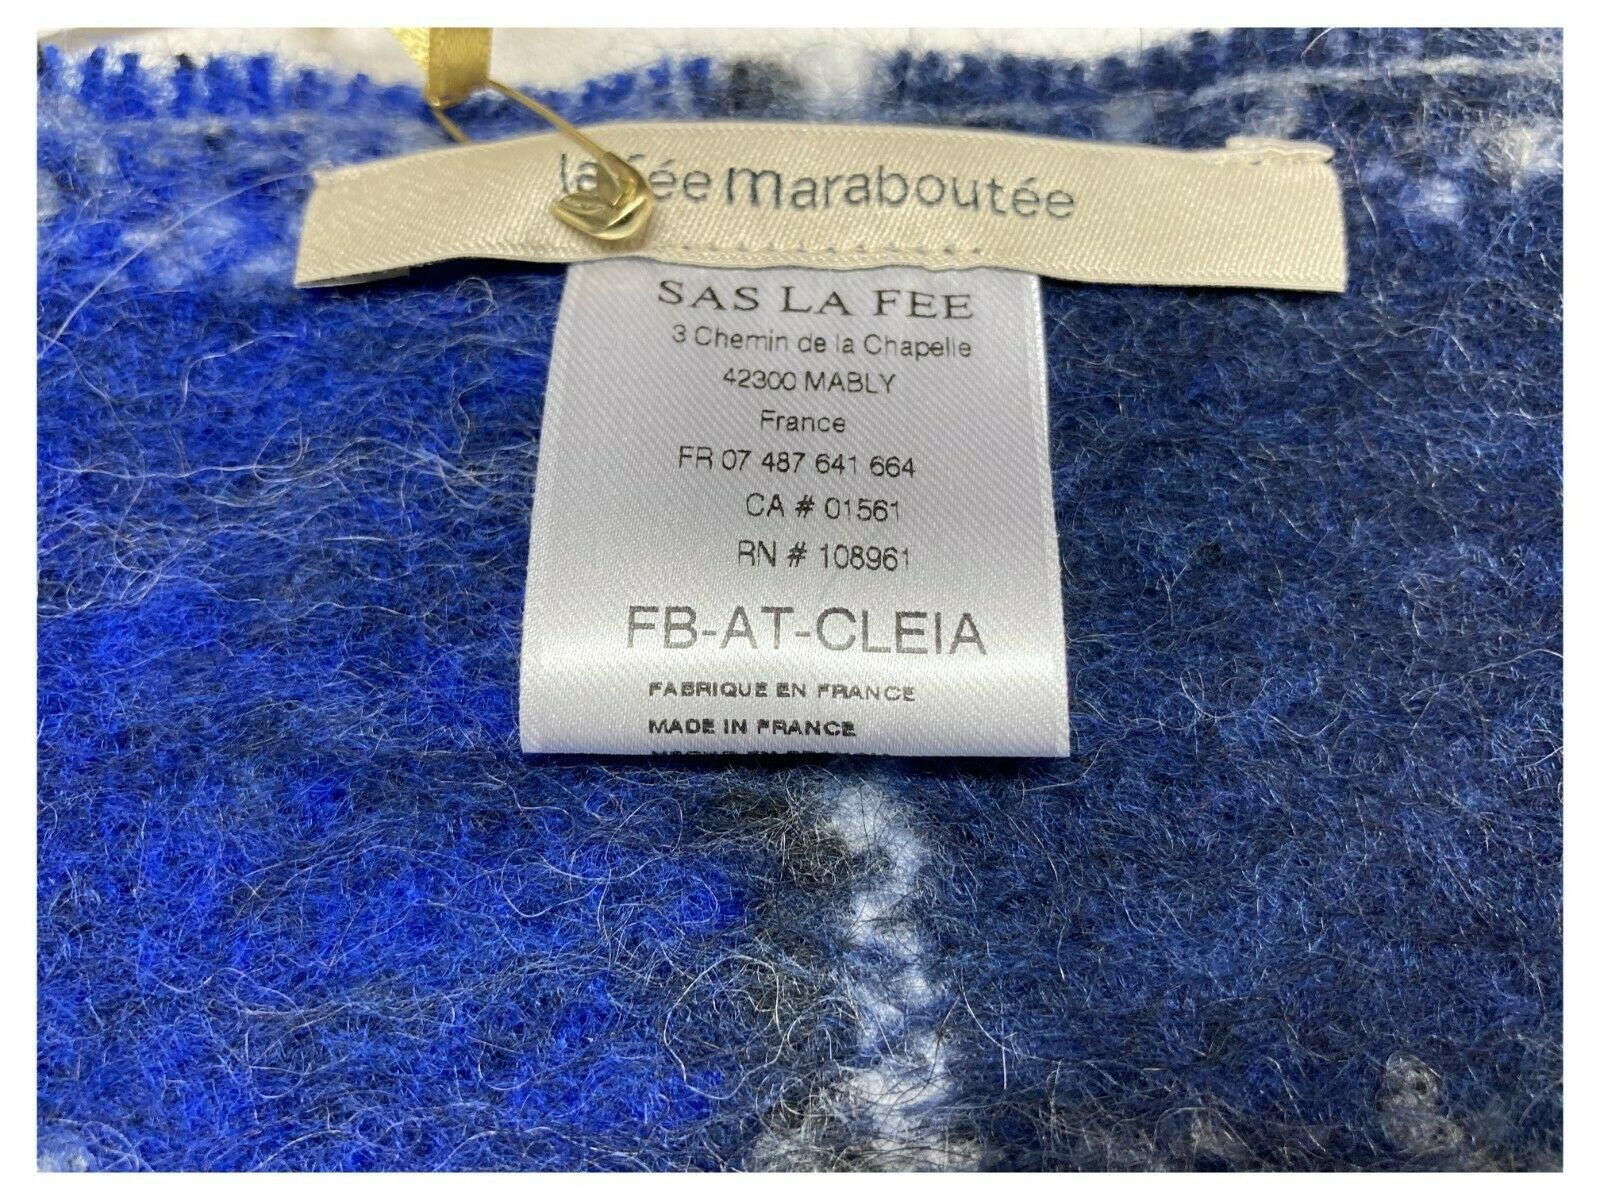 la fée maraboutée
SAS LA FEE
3 Chemin de la Chapelle
42300 MABLY
France
FR 07 487 641 664
CA # 01561
RN # 108961
FB-AT-CLEIA
FABRIQUE EN FRANCE
MADE IN FRANCE